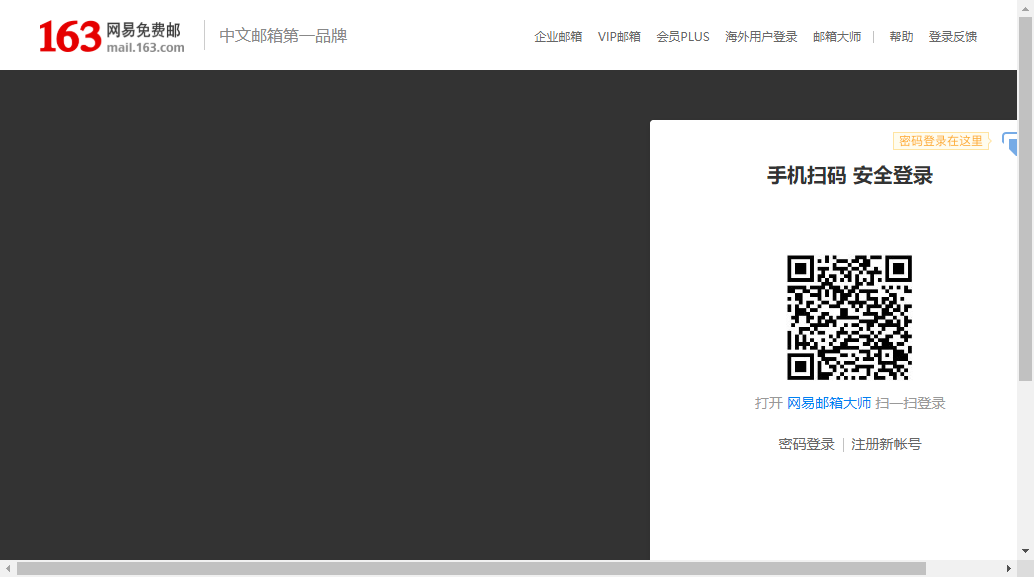 163 网易免费邮 mail.163.com 中文邮箱第一品牌
企业邮箱 VIP邮箱 会员PLUS 海外用户登录 邮箱大师 | 帮助 登录反馈
密码登录在这里
手机扫码 安全登录
打开 网易邮箱大师 扫一扫登录
密码登录 | 注册新帐号